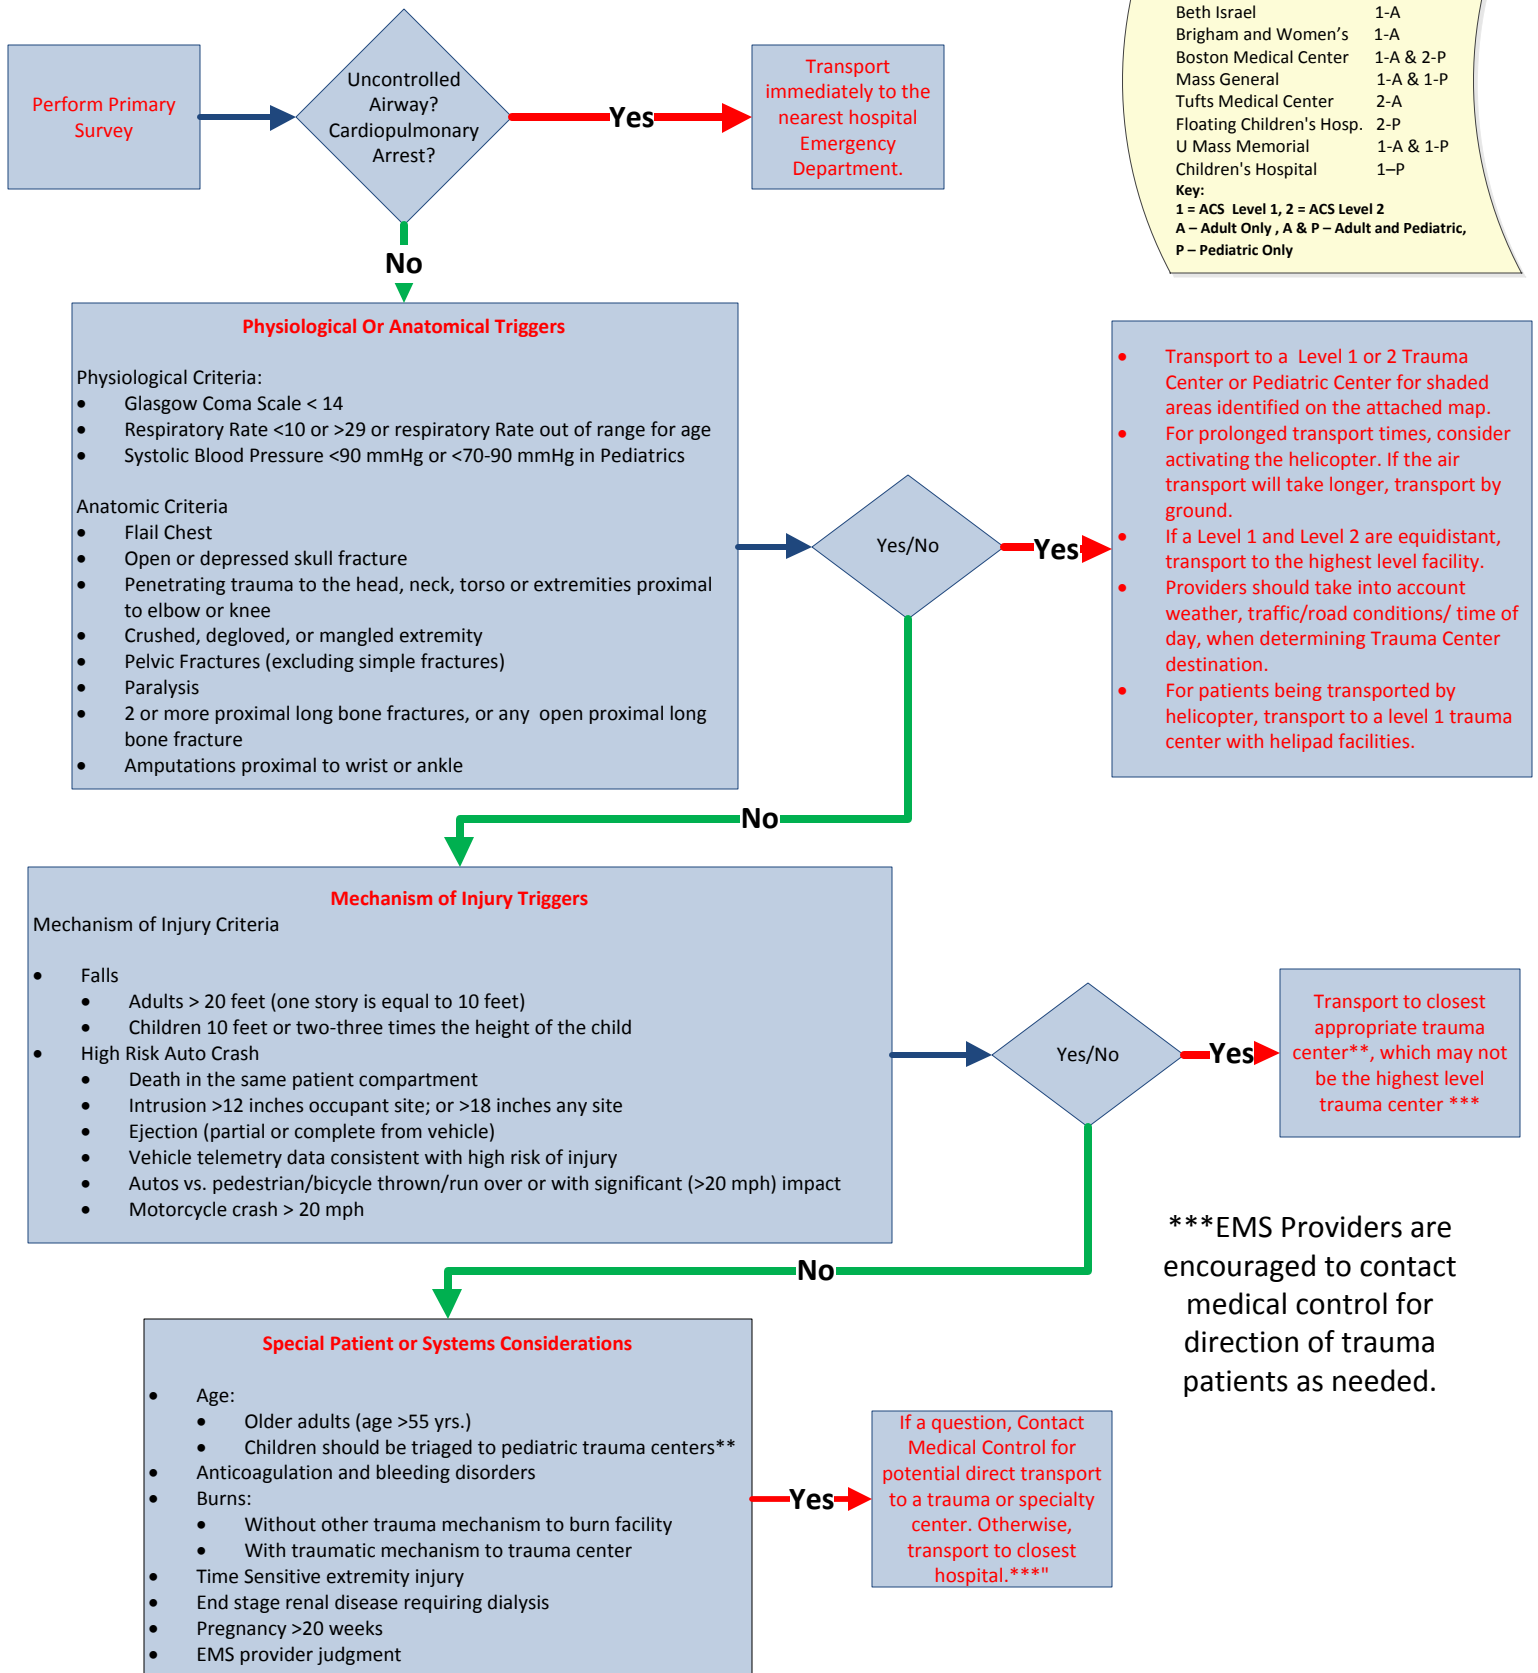 Beth Israel 1-A
Brigham and Women’s 1-A
Boston Medical Center 1-A & 2-P
Mass General 1-A & 1-P
Tufts Medical Center 2-A
Floating Children's Hosp. 2-P
U Mass Memorial 1-A & 1-P
Children's Hospital 1–P
Key:
1 = ACS Level 1, 2 = ACS Level 2
A – Adult Only , A & P – Adult and Pediatric,
P – Pediatric Only
Perform Primary
Survey
Uncontrolled
Airway?
Cardiopulmonary
Arrest?
Yes
Transport
immediately to the
nearest hospital
Emergency
Department.
No
Physiological Or Anatomical Triggers
Physiological Criteria:
• Glasgow Coma Scale < 14
• Respiratory Rate <10 or >29 or respiratory Rate out of range for age
• Systolic Blood Pressure <90 mmHg or <70-90 mmHg in Pediatrics
Anatomic Criteria
• Flail Chest
• Open or depressed skull fracture
• Penetrating trauma to the head, neck, torso or extremities proximal
to elbow or knee
• Crushed, degloved, or mangled extremity
• Pelvic Fractures (excluding simple fractures)
• Paralysis
• 2 or more proximal long bone fractures, or any open proximal long
bone fracture
• Amputations proximal to wrist or ankle
Yes/No
Yes
• Transport to a Level 1 or 2 Trauma
Center or Pediatric Center for shaded
areas identified on the attached map.
• For prolonged transport times, consider
activating the helicopter. If the air
transport will take longer, transport by
ground.
• If a Level 1 and Level 2 are equidistant,
transport to the highest level facility.
• Providers should take into account
weather, traffic/road conditions/ time of
day, when determining Trauma Center
destination.
• For patients being transported by
helicopter, transport to a level 1 trauma
center with helipad facilities.
No
Mechanism of Injury Triggers
Mechanism of Injury Criteria
• Falls
• Adults > 20 feet (one story is equal to 10 feet)
• Children 10 feet or two-three times the height of the child
• High Risk Auto Crash
• Death in the same patient compartment
• Intrusion >12 inches occupant site; or >18 inches any site
• Ejection (partial or complete from vehicle)
• Vehicle telemetry data consistent with high risk of injury
• Autos vs. pedestrian/bicycle thrown/run over or with significant (>20 mph) impact
• Motorcycle crash > 20 mph
Yes/No
Yes
Transport to closest
appropriate trauma
center**, which may not
be the highest level
trauma center ***
***EMS Providers are
encouraged to contact
medical control for
direction of trauma
patients as needed.
No
Special Patient or Systems Considerations
• Age:
• Older adults (age >55 yrs.)
• Children should be triaged to pediatric trauma centers**
• Anticoagulation and bleeding disorders
• Burns:
• Without other trauma mechanism to burn facility
• With traumatic mechanism to trauma center
• Time Sensitive extremity injury
• End stage renal disease requiring dialysis
• Pregnancy >20 weeks
• EMS provider judgment
Yes
If a question, Contact
Medical Control for
potential direct transport
to a trauma or specialty
center. Otherwise,
transport to closest
hospital.***"